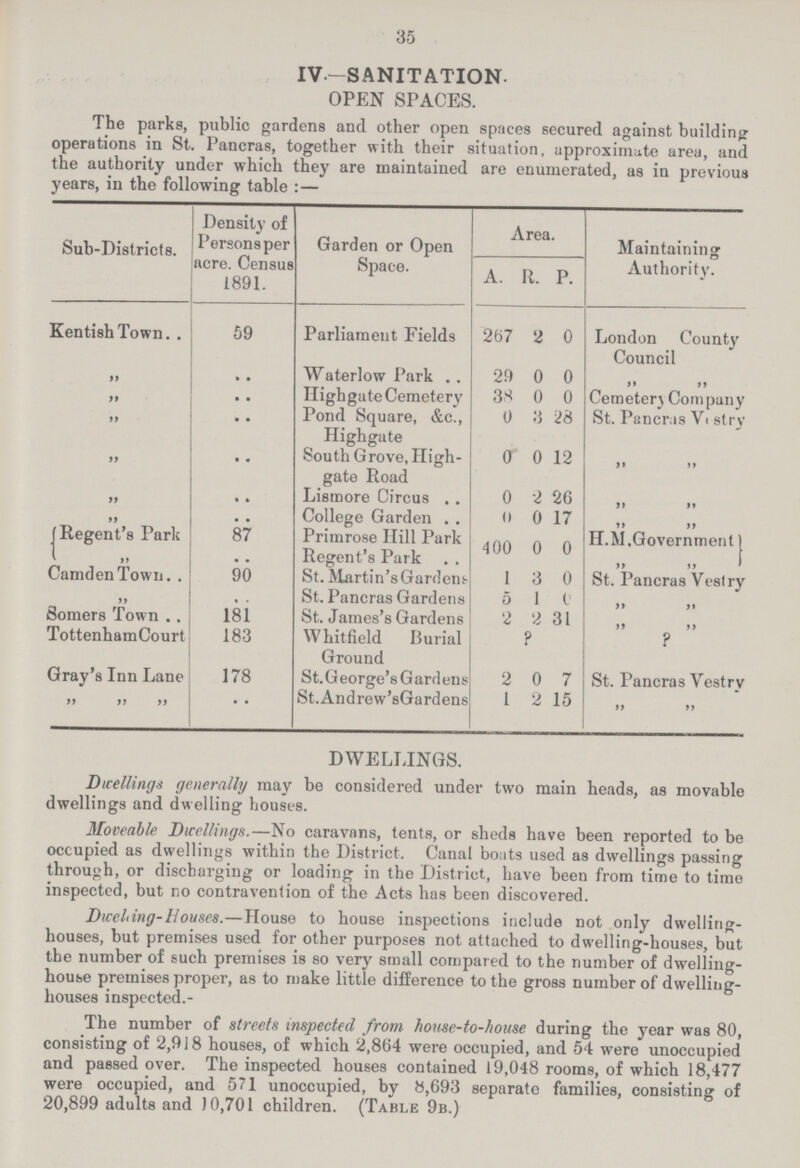 35
IV.—SANITATION.
OPEN SPACES.
The parks, public gardens and other open spaces secured against building
operations in St. Pancras, together with their situation, approximate area, and
the authority under which they are maintained are enumerated, as in previous
years, in the following table :—
Sub-Districts. Density of Persons per acre. Census 1891. Garden or Open Space. Area. A. R. P. Maintaining Authority.
Kentish Town. . 59 Parliament Fields 267 2 0 London County Council
„ . . Waterlow Park . . 29 0 0 „ „
„ . . Highgate Cemetery 38 0 0 Cemetery Company
„ . . Pond Square, &c., Highgate 0 3 28 St. Pancras Vestry
„ . . South Grove, High-gate Road 0 0 12 „ „
„ . . Lismore Circus . . 0 2 26 „ „
„ . . College Garden . . 0 0 17 „ „
{Regent's Park 87 Primrose Hill Park 400 0 0 H.M. Government}
{ „ . . Regent's Park . . „ „ }
Camden Town. . 90 St. Martin's Gardens 1 3 0 St. Pancras Vestry
„ . . St. Pancras Gardens 5 1 0 „ „
Somers Town . . 181 St. James's Gardens 2 2 31 „ „
Tottenham Court 183 Whitfield Burial Ground ? ?
Gray's Inn Lane 178 St. George's Gardens 2 0 7 St. Pancras Vestry
„ „ „ . . St. Andrew's Gardens 1 2 15 „ „
DWELLINGS.
Dwellings generally may be considered under two main heads, as movable
dwellings and dwelling houses.
Moveable Dwellings.—No caravans, tents, or sheds have been reported to be
occupied as dwellings within the District. Canal boats used as dwellings passing
through, or discharging or loading in the District, have been from time to time
inspected, but no contravention of the Acts has been discovered.
Dwelling-Houses.—House to house inspections include not only dwelling-
houses, but premises used for other purposes not attached to dwelling-houses, but
the number of such premises is so very small compared to the number of dwelling-
house premises proper, as to make little difference to the gross number of dwelling-
houses inspected.-
The number of streets inspected from house-to-house during the year was 80,
consisting of 2,918 houses, of which 2,864 were occupied, and 54 were unoccupied
and passed over. The inspected houses contained 19,048 rooms, of which 18,477
were occupied, and 571 unoccupied, by 8,693 separate families, consisting of
20,899 adults and 10,701 children. (TABLE 9B.)